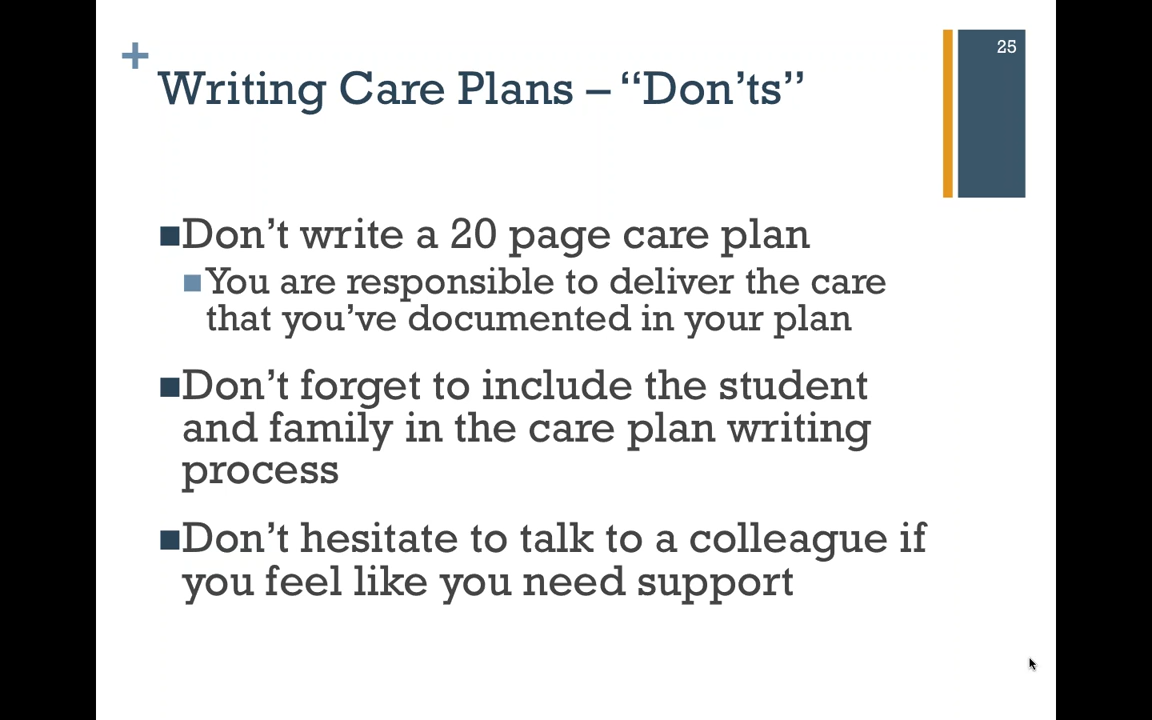 25
+
Writing Care Plans – “Don’ts”
Don’t write a 20 page care plan
You are responsible to deliver the care
that you’ve documented in your plan
Don’t forget to include the student
and family in the care plan writing
process
Don’t hesitate to talk to a colleague if
you feel like you need support